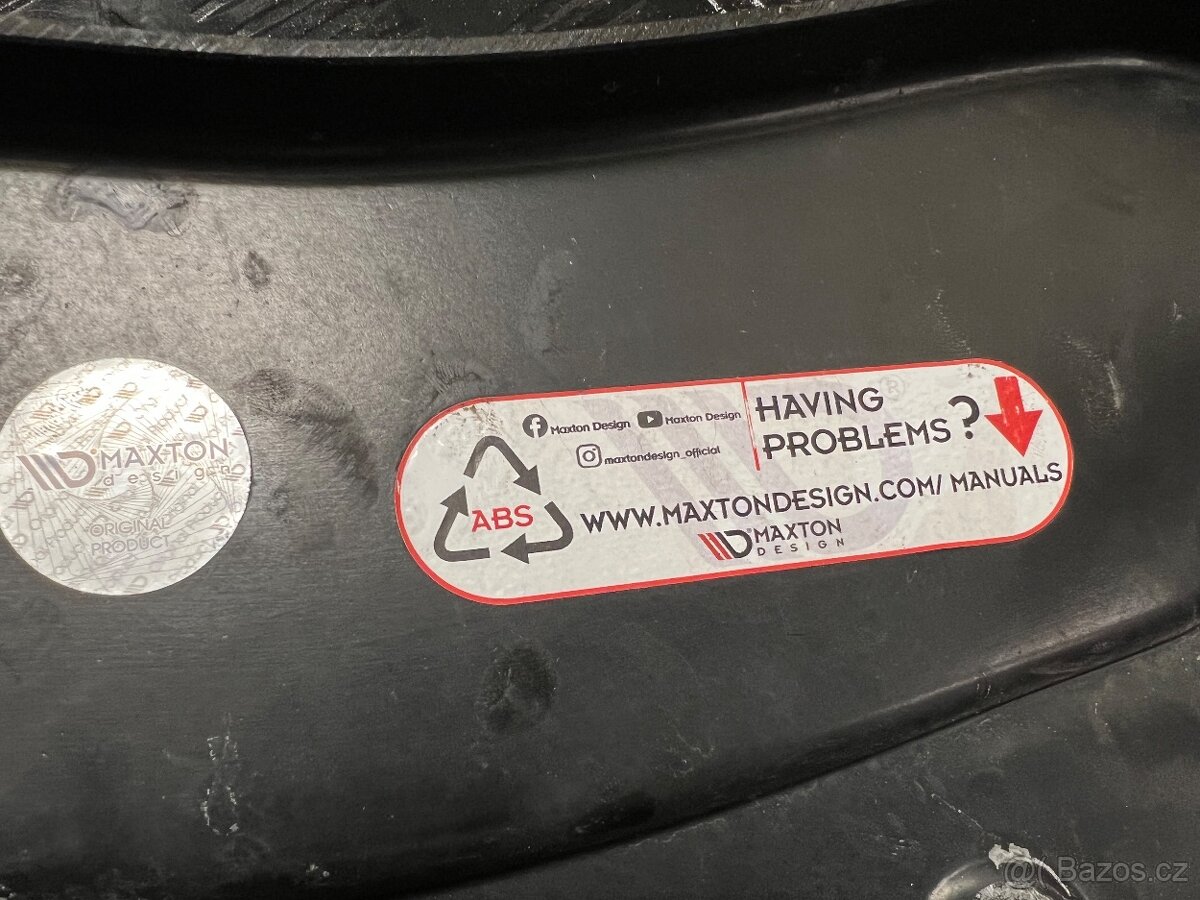 MAXTON
design
ORIGINAL
PRODUCT
Maxton Design Maxton Design
maxtondesign_official
HAVING
PROBLEMS?
ABS
WWW.MAXTONDESIGN.COM/ MANUALS
MAXTON
DESIGN
@ Bazos.cz